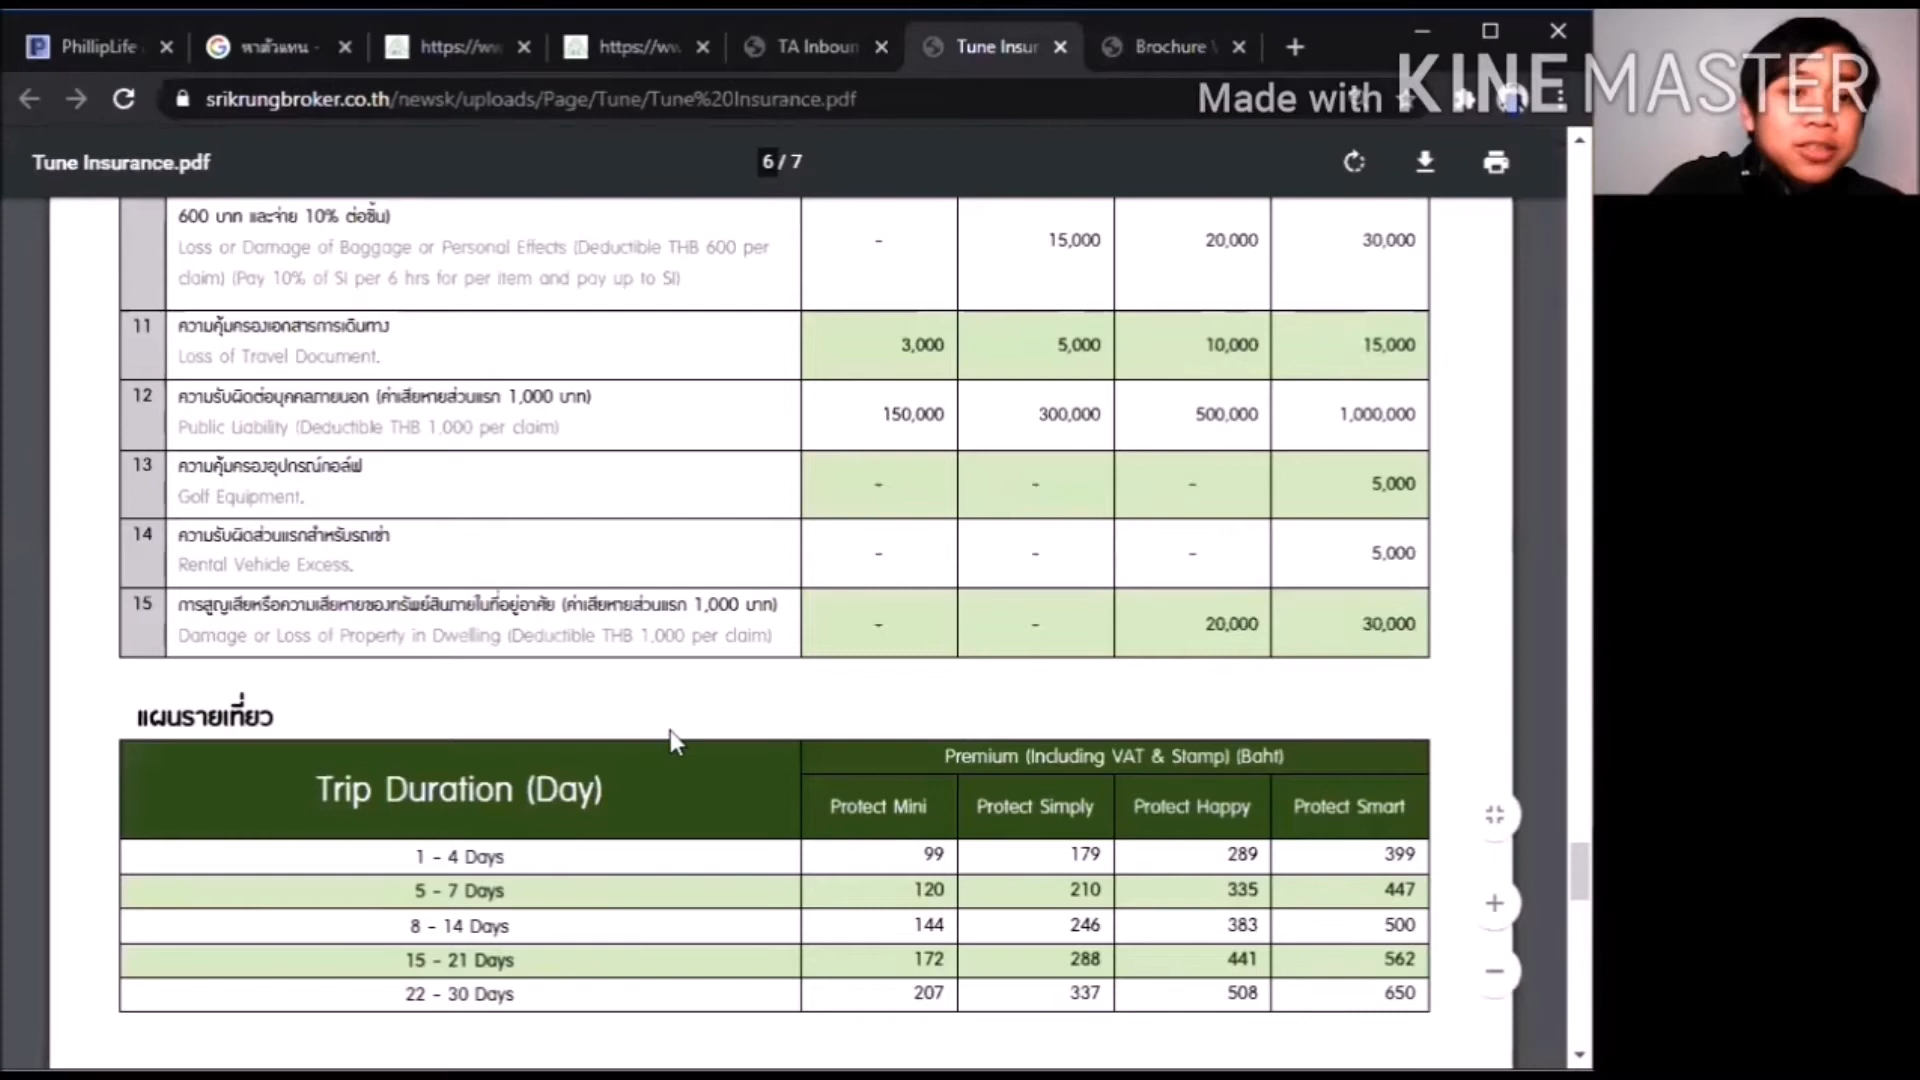 PhillipLife
หาตัวแทน -
https://ww
https://ww
TA Inboun
Tune Insur
Brochure
srikrungbroker.co.th/newsk/uploads/Page/Tune/Tune%20Insurance.pdf
Made with KINEMASTER
Tune Insurance.pdf
6 / 7
600 บาท และจ่าย 10% ต่อชิ้น)
Loss or Damage of Baggage or Personal Effects (Deductible THB 600 per
claim) (Pay 10% of SI per 6 hrs for per item and pay up to SI)
- 15,000 20,000 30,000
11 ความคุ้มครองเอกสารการเดินทาง
Loss of Travel Document.
3,000 5,000 10,000 15,000
12 ความรับผิดต่อบุคคลภายนอก (ค่าเสียหายส่วนแรก 1,000 บาท)
Public Liability (Deductible THB 1,000 per claim)
150,000 300,000 500,000 1,000,000
13 ความคุ้มครองอุปกรณ์กอล์ฟ
Golf Equipment.
- - - 5,000
14 ความรับผิดส่วนแรกสำหรับรถเช่า
Rental Vehicle Excess.
- - - 5,000
15 การสูญเสียหรือความเสียหายของทรัพย์สินภายในที่อยู่อาศัย (ค่าเสียหายส่วนแรก 1,000 บาท)
Damage or Loss of Property in Dwelling (Deductible THB 1,000 per claim)
- - 20,000 30,000
แผนรายเที่ยว
Trip Duration (Day)
Premium (Including VAT & Stamp) (Baht)
Protect Mini Protect Simply Protect Happy Protect Smart
1 - 4 Days 99 179 289 399
5 - 7 Days 120 210 335 447
8 - 14 Days 144 246 383 500
15 - 21 Days 172 288 441 562
22 - 30 Days 207 337 508 650